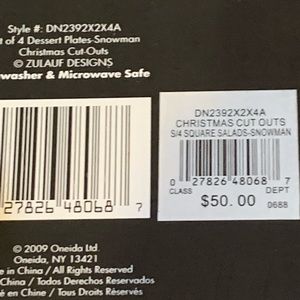 Style #: DN2392X2X4A
t of 4 Dessert Plates-Snowman
Christmas Cut-Outs
© ZULAUF DESIGNS
washer & Microwave Safe
27826 48068 7
DN2392X2X4A
CHRISTMAS CUT OUTS
S/4 SQUARE SALADS-SNOWMAN
0 27826 48068 7
CLASS DEPT
$50.00 0688
© 2009 Oneida Ltd.
Oneida, NY 13421
e in China / All Rights Reserved
China / Todos Derechos Reservados
é en China / Tous Droits Réservés